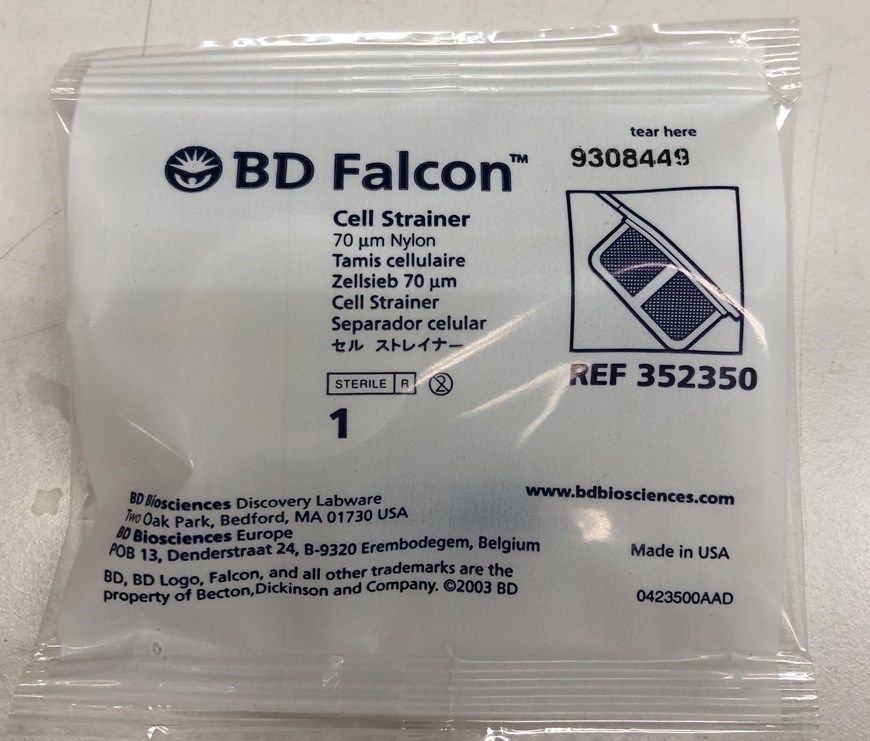 tear here
9308449
BD Falcon™
Cell Strainer
70 µm Nylon
Tamis cellulaire
Zellsieb 70 µm
Cell Strainer
Separador celular
セル ストレイナー
REF 352350
STERILE R 2
1
www.bdbiosciences.com
BD Biosciences Discovery Labware
Two Oak Park, Bedford, MA 01730 USA
BD Biosciences Europe
POB 13, Denderstraat 24, B-9320 Erembodegem, Belgium
Made in USA
BD, BD Logo, Falcon, and all other trademarks are the
property of Becton,Dickinson and Company. ©2003 BD
0423500AAD